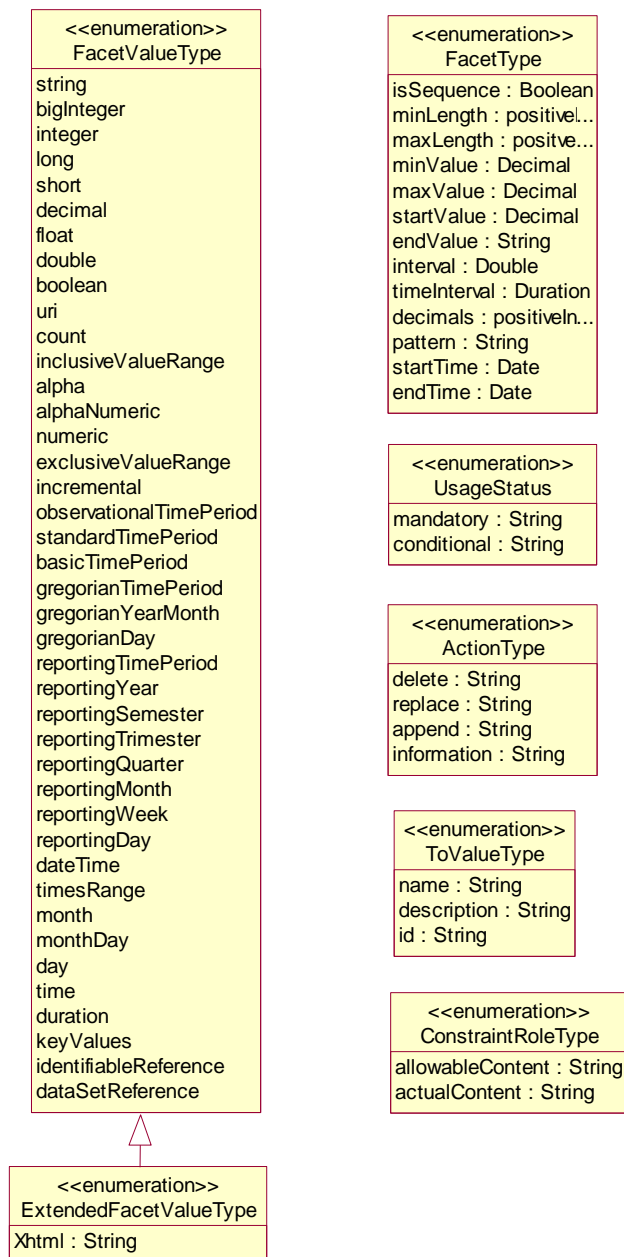 <<enumeration>>
FacetValueType
string
bigInteger
integer
long
short
decimal
float
double
boolean
uri
count
inclusiveValueRange
alpha
alphaNumeric
numeric
exclusiveValueRange
incremental
observationalTimePeriod
standardTimePeriod
basicTimePeriod
gregorianTimePeriod
gregorianYearMonth
gregorianDay
reportingTimePeriod
reportingYear
reportingSemester
reportingTrimester
reportingQuarter
reportingMonth
reportingWeek
reportingDay
dateTime
timesRange
month
monthDay
day
time
duration
keyValues
identifiableReference
dataSetReference
<<enumeration>>
ExtendedFacetValueType
Xhtml : String
<<enumeration>>
FacetType
isSequence : Boolean
minLength : positiveI...
maxLength : positve...
minValue : Decimal
maxValue : Decimal
startValue : Decimal
endValue : String
interval : Double
timeInterval : Duration
decimals : positiveIn...
pattern : String
startTime : Date
endTime : Date
<<enumeration>>
UsageStatus
mandatory : String
conditional : String
<<enumeration>>
ActionType
delete : String
replace : String
append : String
information : String
<<enumeration>>
ToValueType
name : String
description : String
id : String
<<enumeration>>
ConstraintRoleType
allowableContent : String
actualContent : String